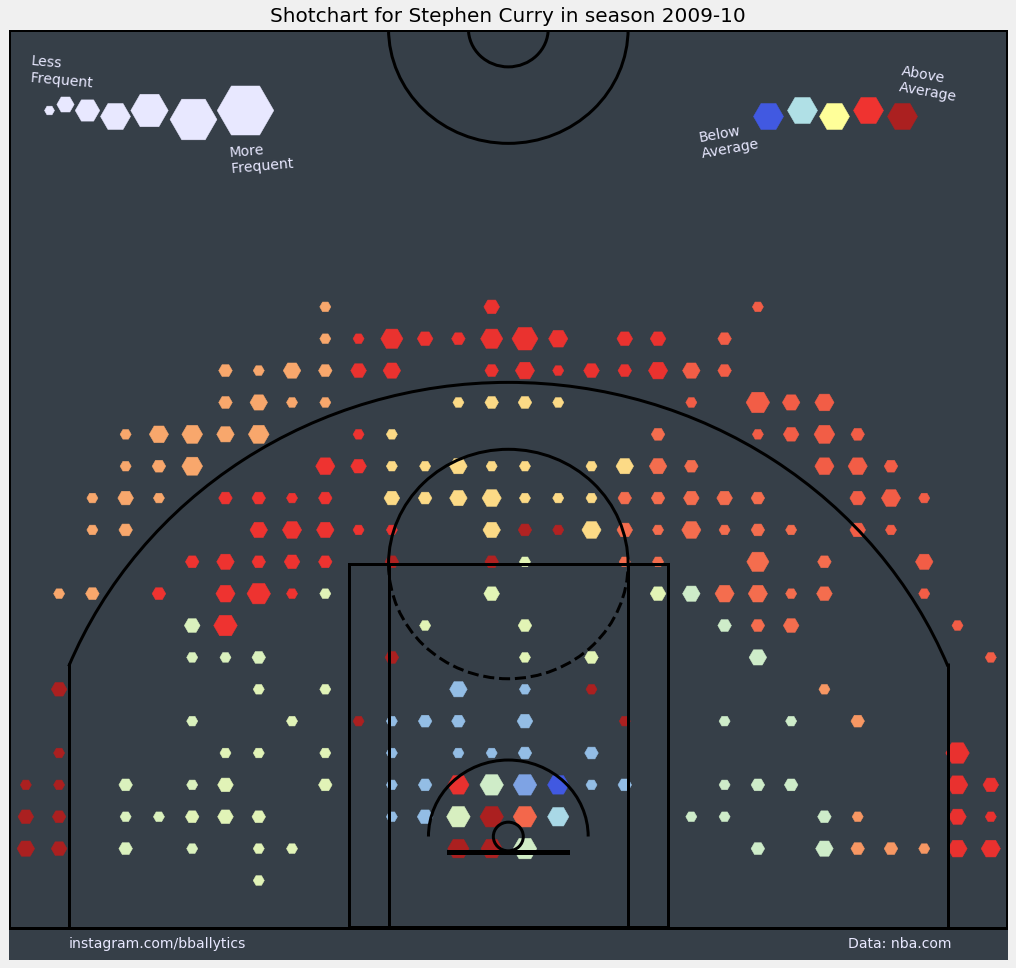 Shotchart for Stephen Curry in season 2009-10
Less
Frequent
More
Frequent
Above
Average
Below
Average
instagram.com/bballytics
Data: nba.com